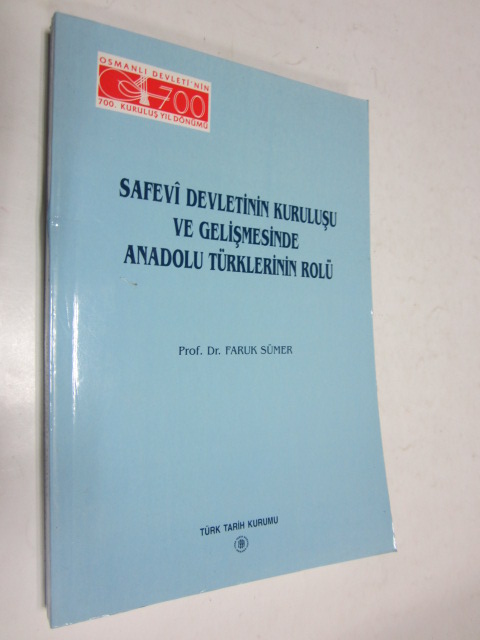 OSMANLI DEVLETİ'NİN
700
700. KURULUŞ YIL DÖNÜMÜ
SAFEVÎ DEVLETİNİN KURULUŞU
VE GELİŞMESİNDE
ANADOLU TÜRKLERİNİN ROLÜ
Prof. Dr. FARUK SÜMER
TÜRK TARİH KURUMU